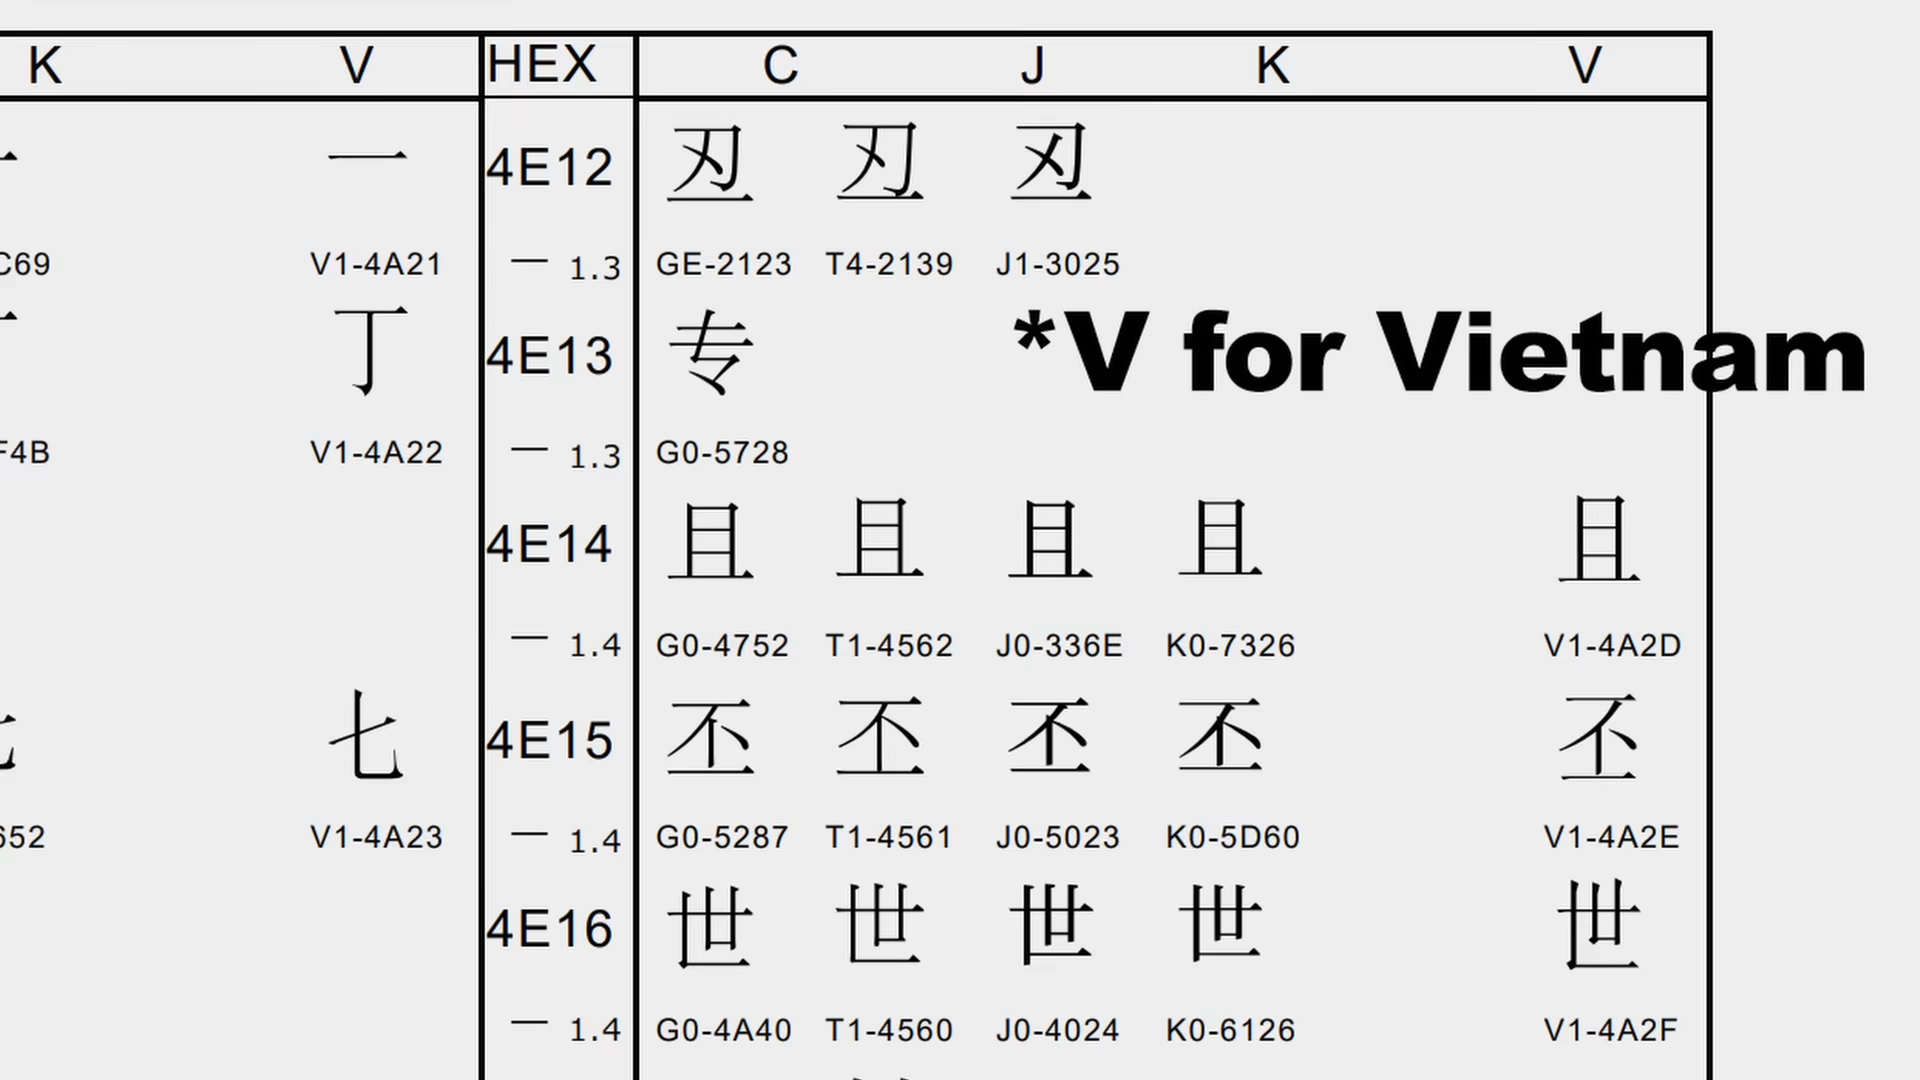 K V HEX C J K V
一 4E12 刃 刃 刃
C69 V1-4A21 一 1.3 GE-2123 T4-2139 J1-3025
丁 4E13 专 *V for Vietnam
F4B V1-4A22 一 1.3 G0-5728
4E14 且 且 且 且 且
一 1.4 G0-4752 T1-4562 J0-336E K0-7326 V1-4A2D
七 4E15 丕 丕 丕 丕 丕
652 V1-4A23 一 1.4 G0-5287 T1-4561 J0-5023 K0-5D60 V1-4A2E
4E16 世 世 世 世 世
一 1.4 G0-4A40 T1-4560 J0-4024 K0-6126 V1-4A2F